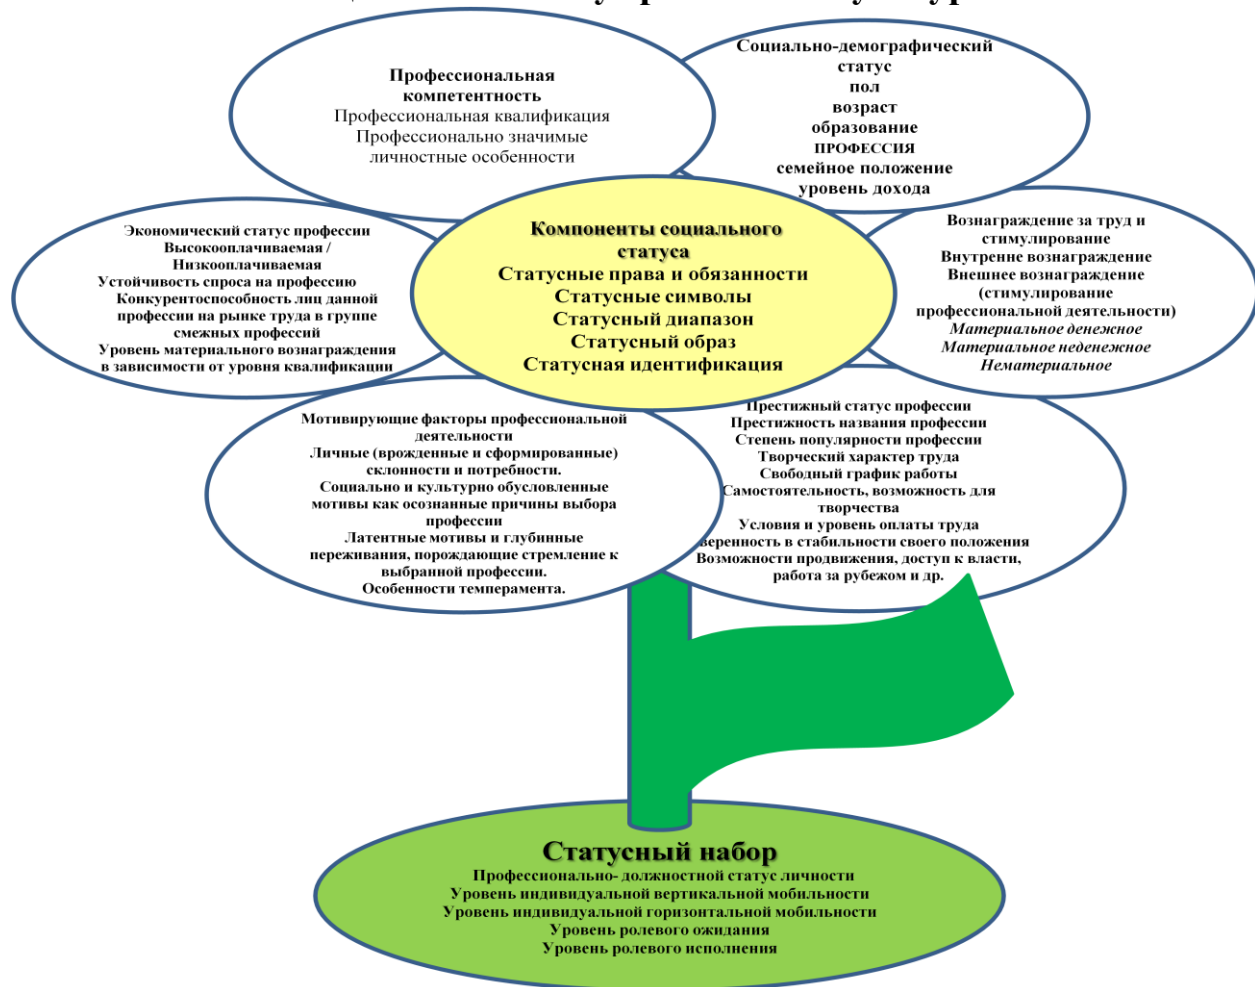 Профессиональная
компетентность
Профессиональная квалификация
Профессионально значимые
личностные особенности
Социально-демографический
статус
пол
возраст
образование
ПРОФЕССИЯ
семейное положение
уровень дохода
Экономический статус профессии
Высокооплачиваемая /
Низкооплачиваемая
Устойчивость спроса на профессию
Конкурентоспособность лиц данной
профессии на рынке труда в группе
смежных профессий
Уровень материального вознаграждения
в зависимости от уровня квалификации
Компоненты социального
статуса
Статусные права и обязанности
Статусные символы
Статусный диапазон
Статусный образ
Статусная идентификация
Вознаграждение за труд и
стимулирование
Внутренне вознаграждение
Внешнее вознаграждение
(стимулирование
профессиональной деятельности)
Материальное денежное
Материальное неденежное
Нематериальное
Мотивирующие факторы профессиональной
деятельности
Личные (врожденные и сформированные)
склонности и потребности.
Социально и культурно обусловленные
мотивы как осознанные причины выбора
профессии
Латентные мотивы и глубинные
переживания, порождающие стремление к
выбранной профессии.
Особенности темперамента.
Престижный статус профессии
Престижность названия профессии
Степень популярности профессии
Творческий характер труда
Свободный график работы
Самостоятельность, возможность для
творчества
Условия и уровень оплаты труда
веренность в стабильности своего положения
Возможности продвижения, доступ к власти,
работа за рубежом и др.
Статусный набор
Профессионально- должностной статус личности
Уровень индивидуальной вертикальной мобильности
Уровень индивидуальной горизонтальной мобильности
Уровень ролевого ожидания
Уровень ролевого исполнения